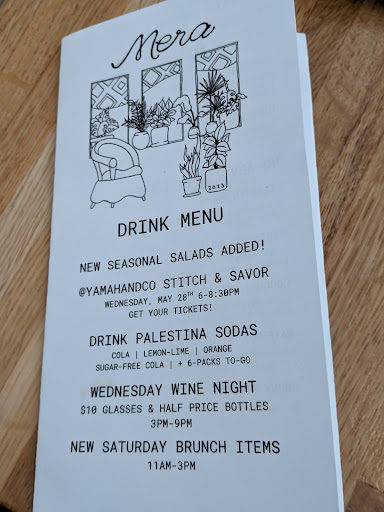 Mera
2023
DRINK MENU
NEW SEASONAL SALADS ADDED!
@YAMAHANDCO STITCH & SAVOR
WEDNESDAY, MAY 28TH 6-8:30PM
GET YOUR TICKETS!
DRINK PALESTINA SODAS
COLA | LEMON-LIME | ORANGE
SUGAR-FREE COLA | + 6-PACKS TO-GO
WEDNESDAY WINE NIGHT
$10 GLASSES & HALF PRICE BOTTLES
3PM-9PM
NEW SATURDAY BRUNCH ITEMS
11AM-3PM